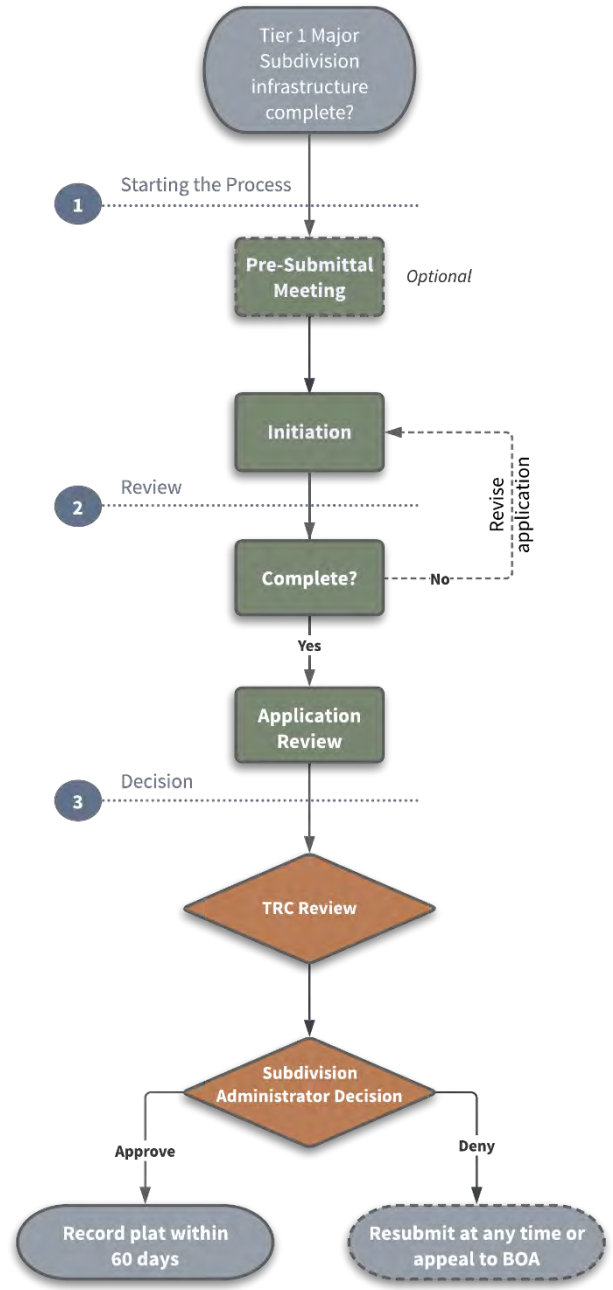 Tier 1 Major
Subdivision
infrastructure
complete?
Starting the Process
1
Pre-Submittal
Meeting
Optional
Initiation
Revise
application
Review
2
Complete?
No
Yes
Application
Review
Decision
3
TRC Review
Subdivision
Administrator Decision
Approve
Deny
Record plat within
60 days
Resubmit at any time or
appeal to BOA